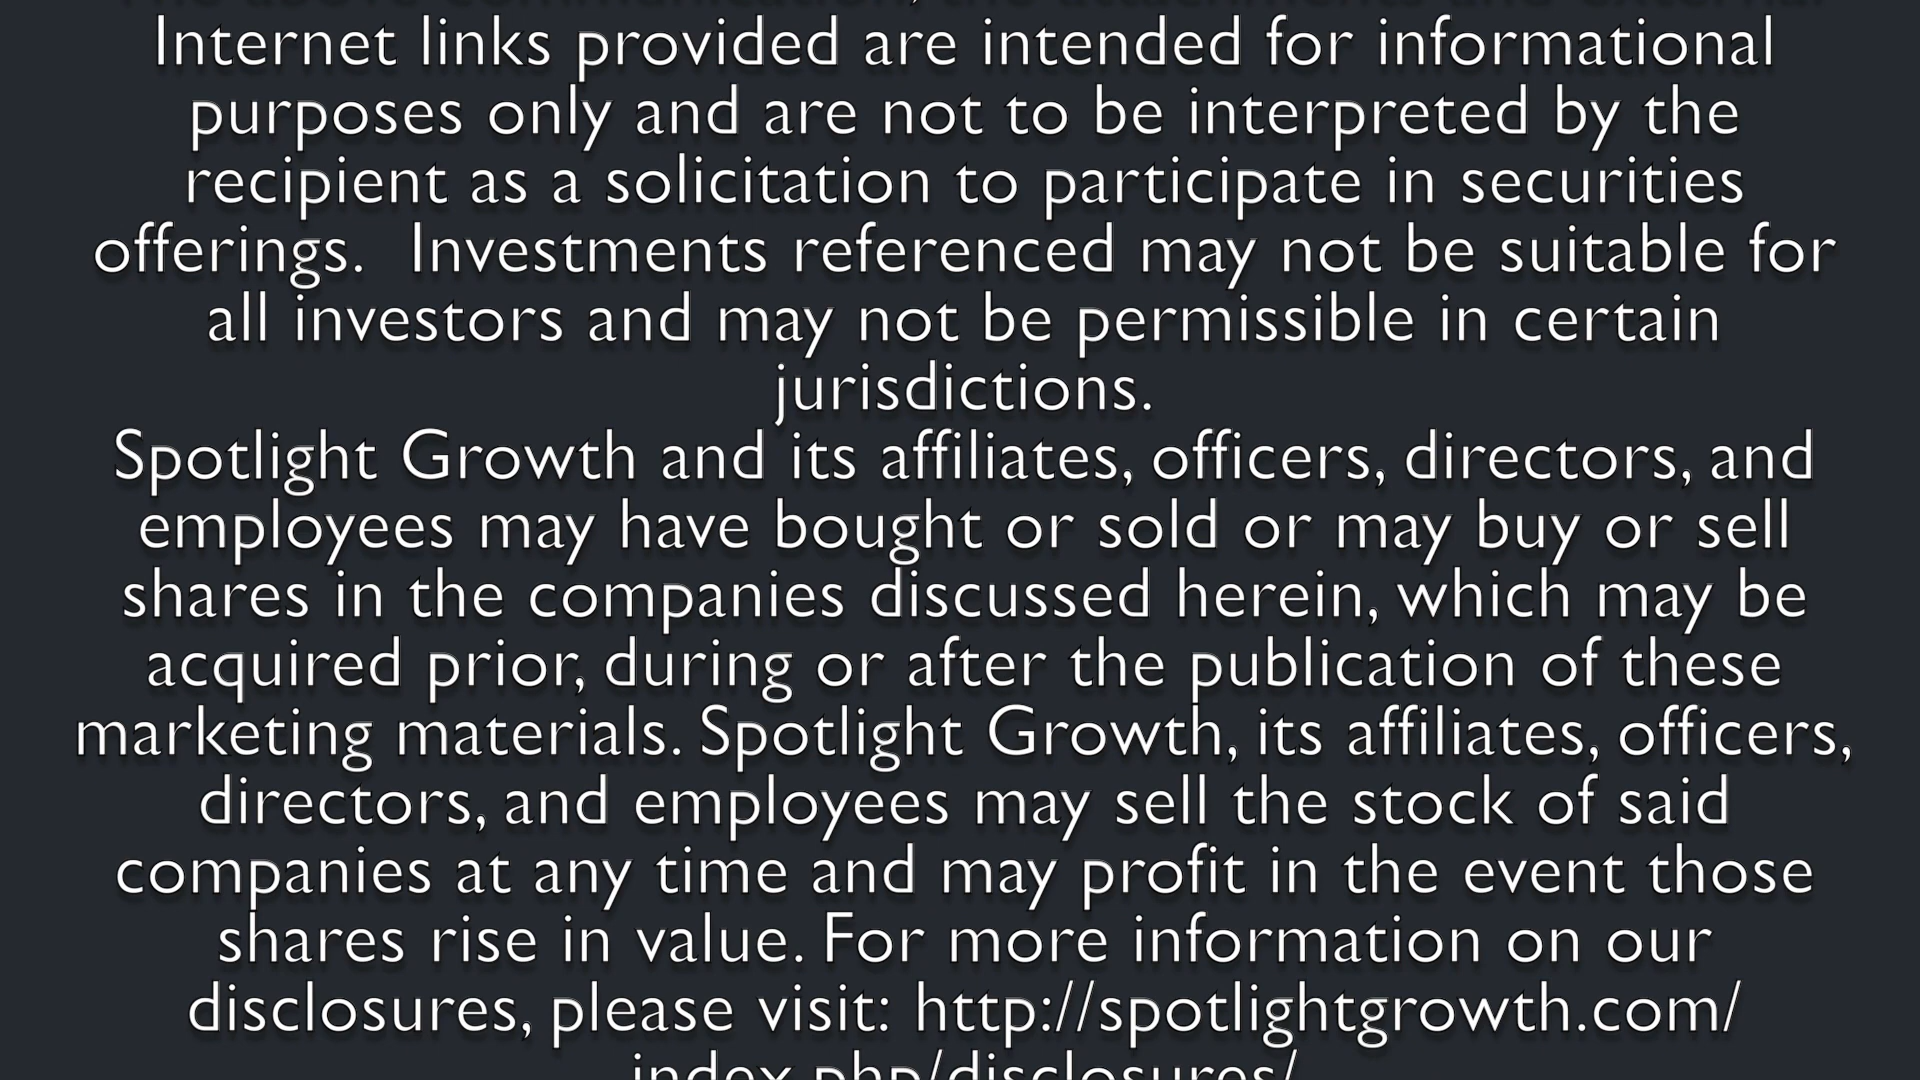 Internet links provided are intended for informational
purposes only and are not to be interpreted by the
recipient as a solicitation to participate in securities
offerings.  Investments referenced may not be suitable for
all investors and may not be permissible in certain
jurisdictions.
Spotlight Growth and its affiliates, officers, directors, and
employees may have bought or sold or may buy or sell
shares in the companies discussed herein, which may be
acquired prior, during or after the publication of these
marketing materials. Spotlight Growth, its affiliates, officers,
directors, and employees may sell the stock of said
companies at any time and may profit in the event those
shares rise in value. For more information on our
disclosures, please visit: http://spotlightgrowth.com/
index.php/disclosures/